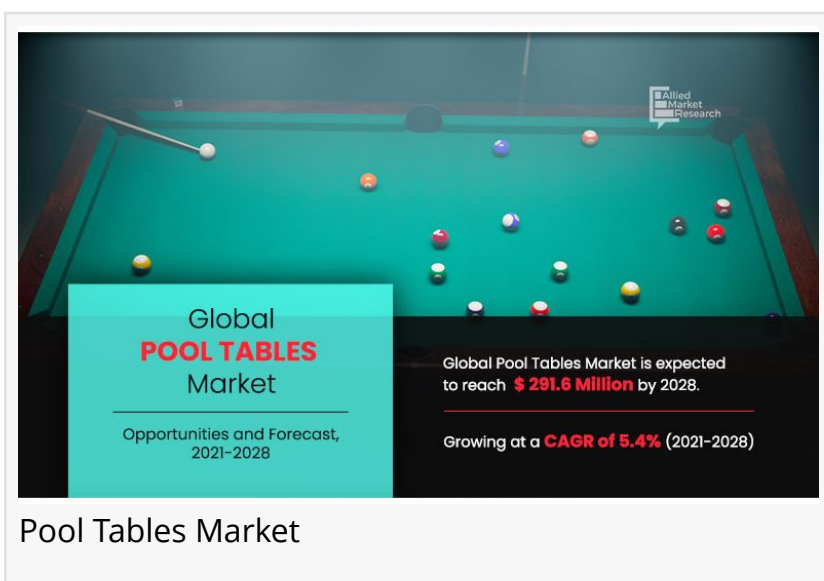 Allied
Market
Research
Global
POOL TABLES
Market
Opportunities and Forecast,
2021-2028
Global Pool Tables Market is expected
to reach $ 291.6 Million by 2028.
Growing at a CAGR of 5.4% (2021-2028)
Pool Tables Market